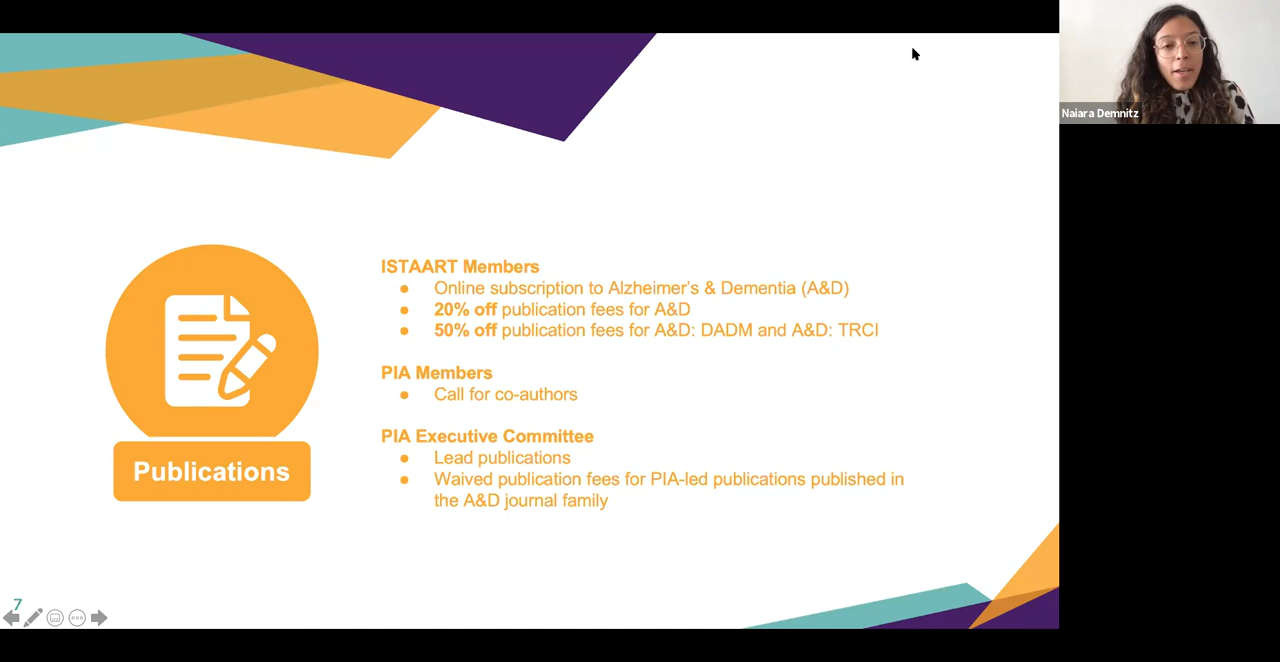 Naiara Demnitz
ISTAART Members
● Online subscription to Alzheimer's & Dementia (A&D)
● 20% off publication fees for A&D
● 50% off publication fees for A&D: DADM and A&D: TRCI
PIA Members
● Call for co-authors
PIA Executive Committee
● Lead publications
● Waived publication fees for PIA-led publications published in
the A&D journal family
Publications
7